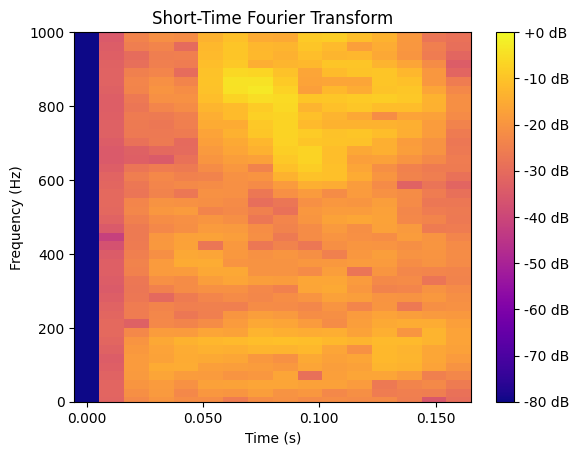 Short-Time Fourier Transform
1000
800
600
400
200
0
Frequency (Hz)
0.000
0.050
0.100
0.150
Time (s)
+0 dB
-10 dB
-20 dB
-30 dB
-40 dB
-50 dB
-60 dB
-70 dB
-80 dB